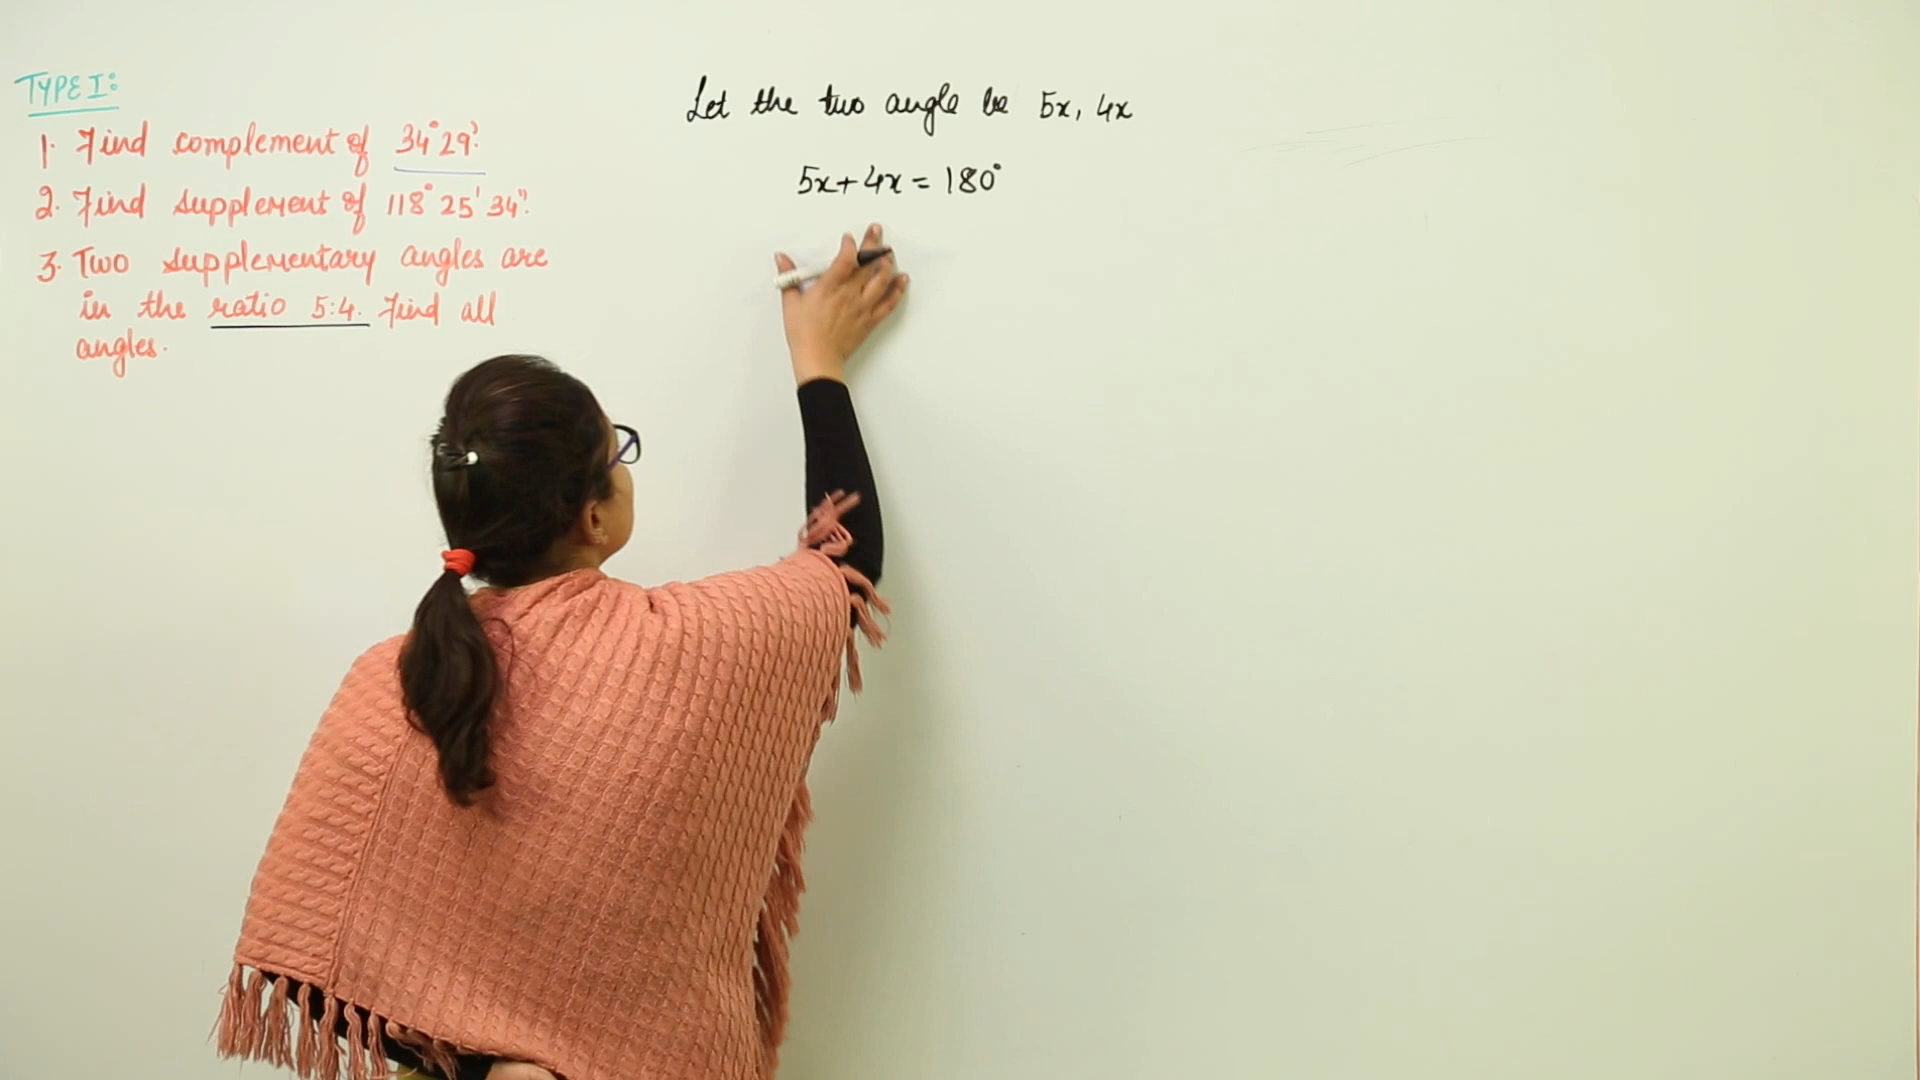 TYPE I:
1. Find complement of 34°29'.
2. Find supplement of 118° 25' 34".
3. Two supplementary angles are
in the ratio 5:4. Find all
angles.
Let the two angle be 5x, 4x
5x+4x = 180°